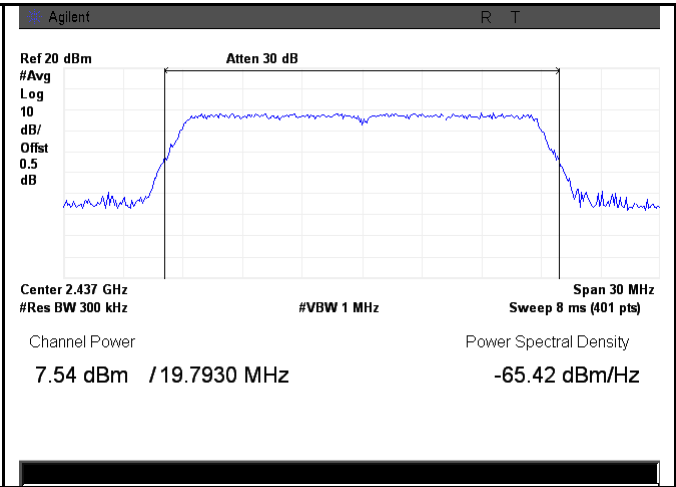 Agilent R T
Ref 20 dBm Atten 30 dB
#Avg
Log
10
dB/
Offst
0.5
dB
Center 2.437 GHz Span 30 MHz
#Res BW 300 kHz #VBW 1 MHz Sweep 8 ms (401 pts)
Channel Power Power Spectral Density
7.54 dBm / 19.7930 MHz -65.42 dBm/Hz